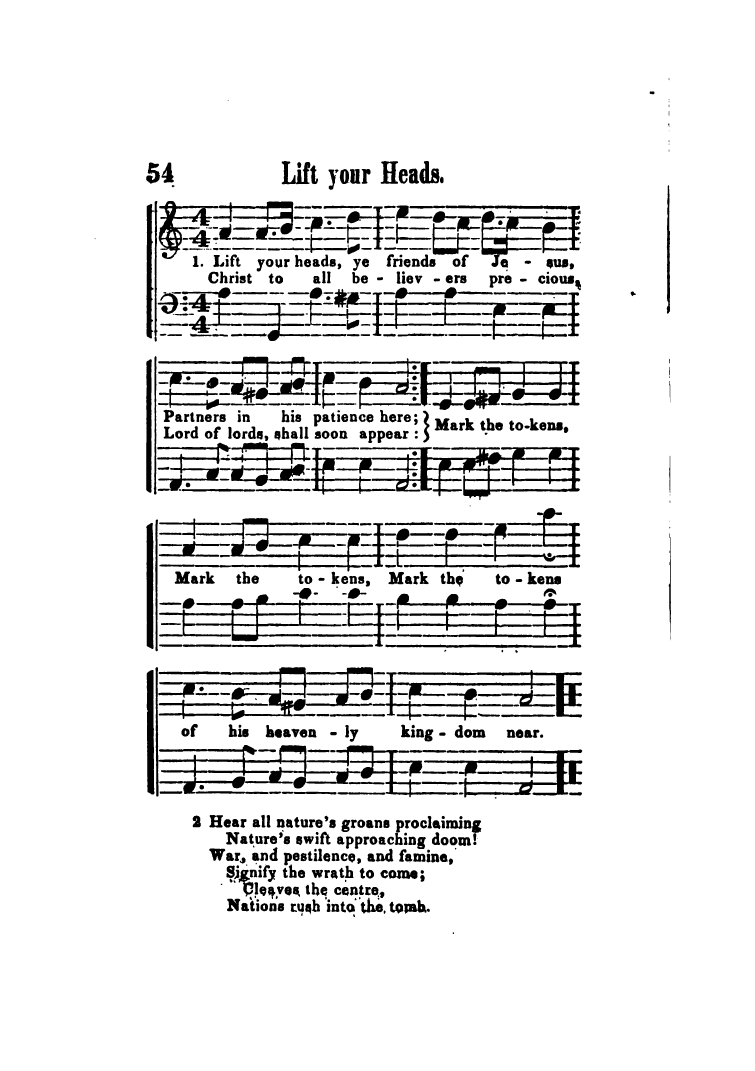 54 Lift your Heads.
1. Lift your heads, ye friends of Je - sus,
Christ to all be - liev - ers pre - cious,
Partners in his patience here;
Lord of lords, shall soon appear :
Mark the to-kens,
Mark the to - kens, Mark the to - kens
of his heaven - ly king - dom near.
2 Hear all nature's groans proclaiming
Nature's swift approaching doom!
War, and pestilence, and famine,
Signify the wrath to come;
Cleaves the centre,
Nations rush into the tomb.